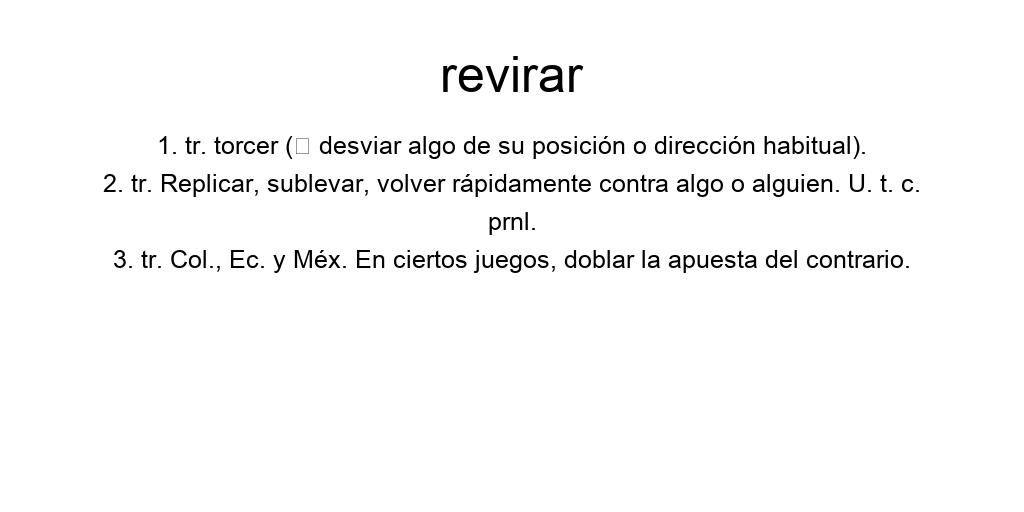 revirar
1. tr. torcer (□ desviar algo de su posición o dirección habitual).
2. tr. Replicar, sublevar, volver rápidamente contra algo o alguien. U. t. c.
prnl.
3. tr. Col., Ec. y Méx. En ciertos juegos, doblar la apuesta del contrario.